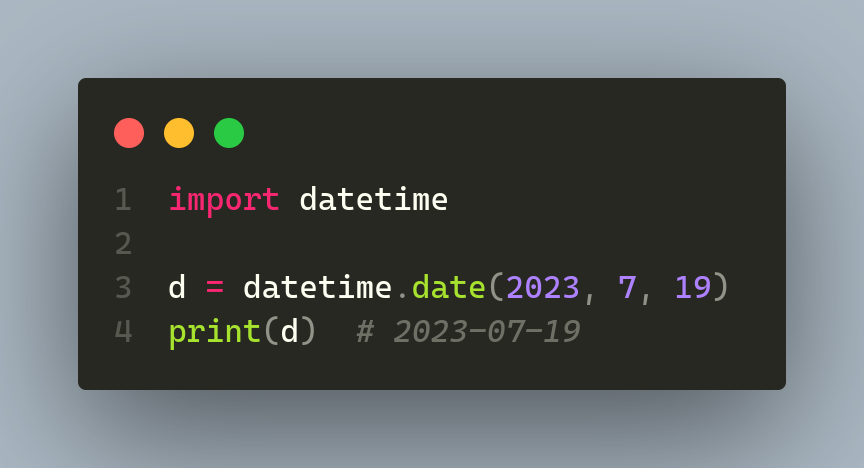 1 import datetime
2
3 d = datetime.date(2023, 7, 19)
4 print(d)  # 2023-07-19